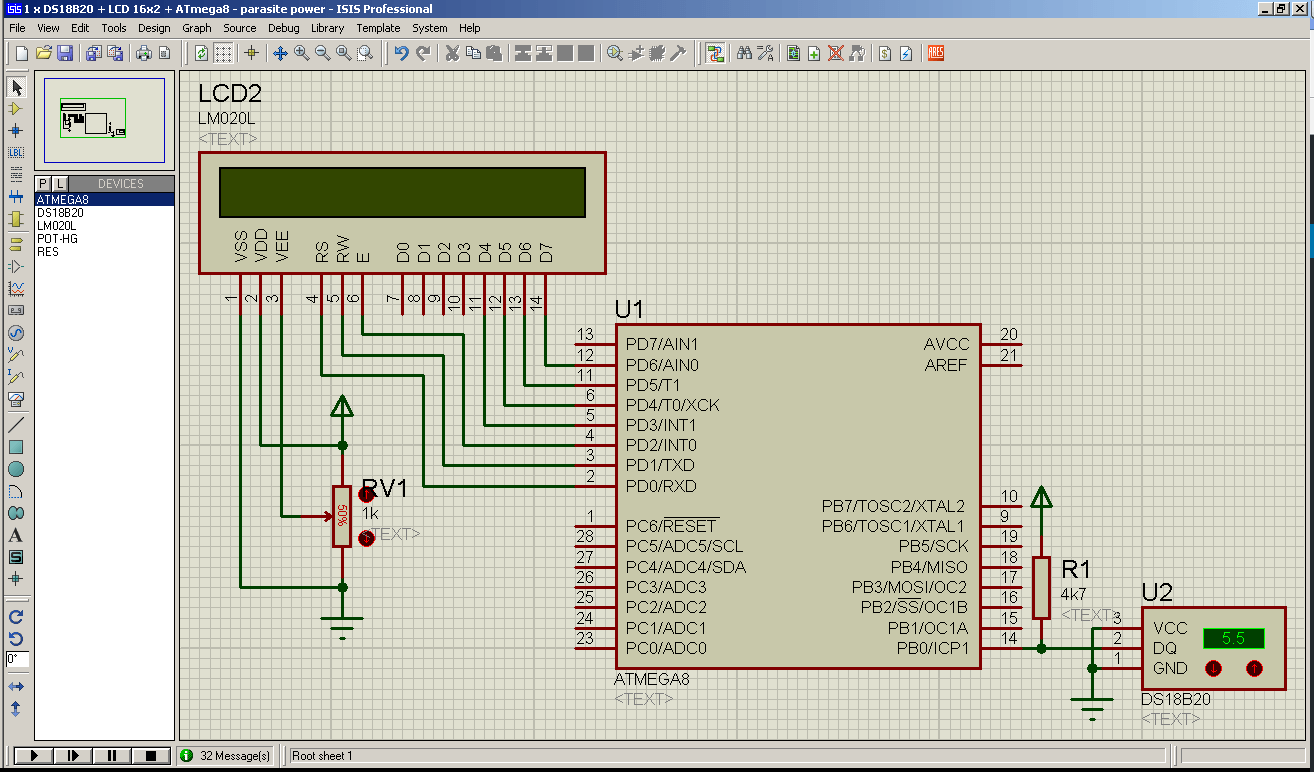 1 x DS18B20 + LCD 16x2 + ATmega8 - parasite power - ISIS Professional
File View Edit Tools Design Graph Source Debug Library Template System Help
LBL
ARES
P L DEVICES
ATMEGA8
DS18B20
LM020L
POT-HG
RES
A
S
0°
LCD2
LM020L
<TEXT>
VSS VDD VEE RS RW E D0 D1 D2 D3 D4 D5 D6 D7
1 2 3 4 5 6 7 8 9 10 11 12 13 14
U1
13 PD7/AIN1 AVCC 20
12 PD6/AIN0 AREF 21
11 PD5/T1
6 PD4/T0/XCK
5 PD3/INT1
4 PD2/INT0
3 PD1/TXD
2 PD0/RXD
PB7/TOSC2/XTAL2 10
1 PC6/RESET PB6/TOSC1/XTAL1 9
28 PC5/ADC5/SCL PB5/SCK 19
27 PC4/ADC4/SDA PB4/MISO 18
26 PC3/ADC3 PB3/MOSI/OC2 17
25 PC2/ADC2 PB2/SS/OC1B 16
24 PC1/ADC1 PB1/OC1A 15
23 PC0/ADC0 PB0/ICP1 14
ATMEGA8
<TEXT>
RV1
1k
<TEXT>
50%
R1
4k7
<TEXT>
U2
3 VCC
2 DQ
1 GND
5.5
DS18B20
<TEXT>
32 Message(s) Root sheet 1